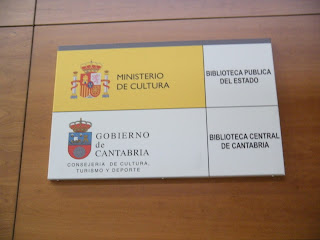 MINISTERIO
DE CULTURA
BIBLIOTECA PUBLICA
DEL ESTADO
GOBIERNO
de
CANTABRIA
CONSEJERIA DE CULTURA,
TURISMO Y DEPORTE
BIBLIOTECA CENTRAL
DE CANTABRIA